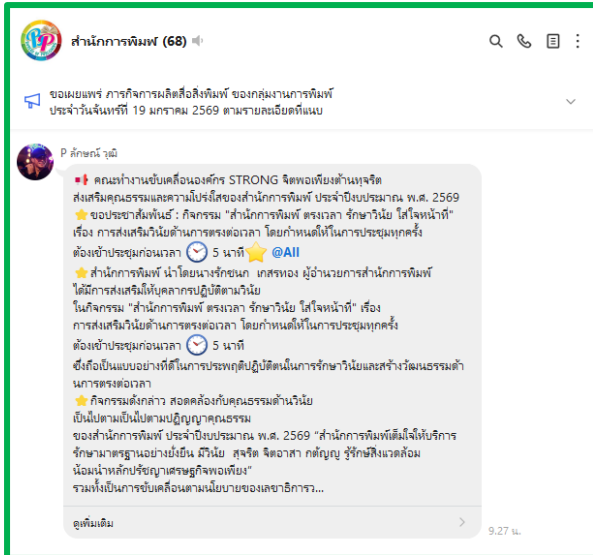 สำนักการพิมพ์ (68)
ขอเผยแพร่ ภารกิจการผลิตสื่อสิ่งพิมพ์ ของกลุ่มงานการพิมพ์
ประจำวันจันทร์ที่ 19 มกราคม 2569 ตามรายละเอียดที่แนบ
P ลักษณ์ วุฒิ
คณะทำงานขับเคลื่อนองค์กร STRONG จิตพอเพียงต้านทุจริต
ส่งเสริมคุณธรรมและความโปร่งใสของสำนักการพิมพ์ ประจำปีงบประมาณ พ.ศ. 2569
⭐ ขอประชาสัมพันธ์ : กิจกรรม "สำนักการพิมพ์ ตรงเวลา รักษาวินัย ใส่ใจหน้าที่"
เรื่อง การส่งเสริมวินัยด้านการตรงต่อเวลา โดยกำหนดให้ในการประชุมทุกครั้ง
ต้องเข้าประชุมก่อนเวลา 🕙 5 นาที⭐ @All
⭐ สำนักการพิมพ์ นำโดยนางรักชนก เกสรทอง ผู้อำนวยการสำนักการพิมพ์
ได้มีการส่งเสริมให้บุคลากรปฏิบัติตามวินัย
ในกิจกรรม "สำนักการพิมพ์ ตรงเวลา รักษาวินัย ใส่ใจหน้าที่" เรื่อง
การส่งเสริมวินัยด้านการตรงต่อเวลา โดยกำหนดให้ในการประชุมทุกครั้ง
ต้องเข้าประชุมก่อนเวลา 🕙 5 นาที
ซึ่งถือเป็นแบบอย่างที่ดีในการประพฤติปฏิบัติตนในการรักษาวินัยและสร้างวัฒนธรรมด้า
นการตรงต่อเวลา
⭐ กิจกรรมดังกล่าว สอดคล้องกับคุณธรรมด้านวินัย
เป็นไปตามเป็นไปตามปฏิญญาคุณธรรม
ของสำนักการพิมพ์ ประจำปีงบประมาณ พ.ศ. 2569 "สำนักการพิมพ์เต็มใจให้บริการ
รักษามาตรฐานอย่างยั่งยืน มีวินัย สุจริต จิตอาสา กตัญญู รู้รักษ์สิ่งแวดล้อม
น้อมนำหลักปรัชญาเศรษฐกิจพอเพียง"
รวมทั้งเป็นการขับเคลื่อนตามนโยบายของเลขาธิการว...
ดูเพิ่มเติม
9.27 น.